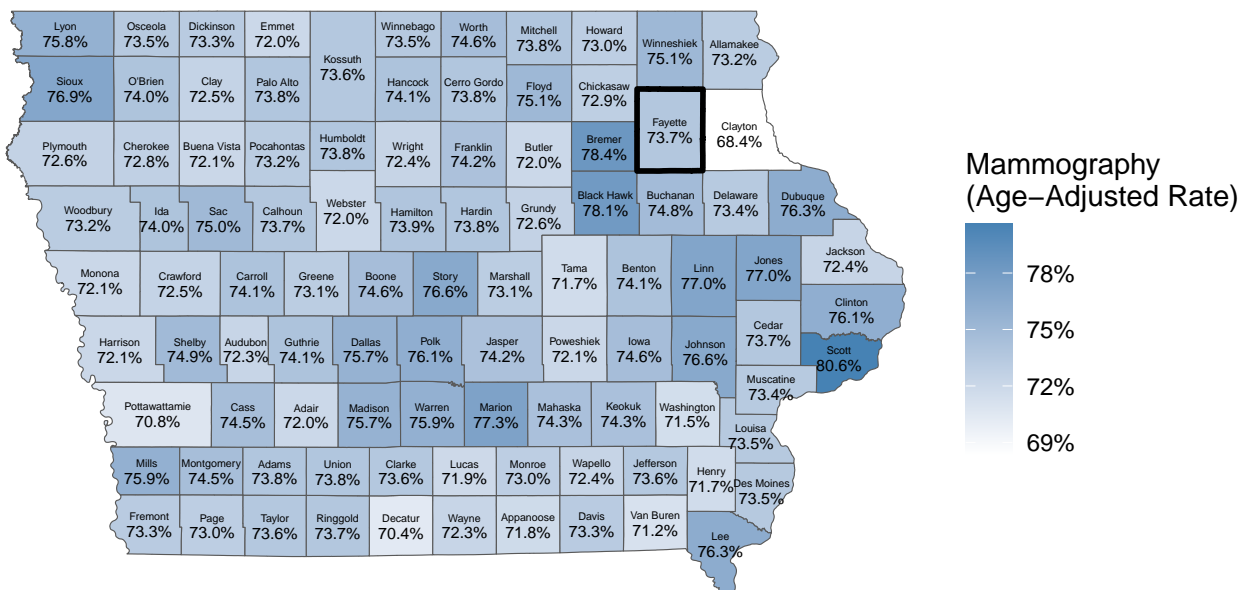 Lyon
75.8%
Osceola
73.5%
Dickinson
73.3%
Emmet
72.0%
Kossuth
73.6%
Winnebago
73.5%
Worth
74.6%
Mitchell
73.8%
Howard
73.0%
Winneshiek
75.1%
Allamakee
73.2%
Sioux
76.9%
O'Brien
74.0%
Clay
72.5%
Palo Alto
73.8%
Hancock
74.1%
Cerro Gordo
73.8%
Floyd
75.1%
Chickasaw
72.9%
Fayette
73.7%
Clayton
68.4%
Plymouth
72.6%
Cherokee
72.8%
Buena Vista
72.1%
Pocahontas
73.2%
Humboldt
73.8%
Wright
72.4%
Franklin
74.2%
Butler
72.0%
Bremer
78.4%
Woodbury
73.2%
Ida
74.0%
Sac
75.0%
Calhoun
73.7%
Webster
72.0%
Hamilton
73.9%
Hardin
73.8%
Grundy
72.6%
Black Hawk
78.1%
Buchanan
74.8%
Delaware
73.4%
Dubuque
76.3%
Monona
72.1%
Crawford
72.5%
Carroll
74.1%
Greene
73.1%
Boone
74.6%
Story
76.6%
Marshall
73.1%
Tama
71.7%
Benton
74.1%
Linn
77.0%
Jones
77.0%
Jackson
72.4%
Clinton
76.1%
Harrison
72.1%
Shelby
74.9%
Audubon
72.3%
Guthrie
74.1%
Dallas
75.7%
Polk
76.1%
Jasper
74.2%
Poweshiek
72.1%
Iowa
74.6%
Johnson
76.6%
Cedar
73.7%
Scott
80.6%
Muscatine
73.4%
Pottawattamie
70.8%
Cass
74.5%
Adair
72.0%
Madison
75.7%
Warren
75.9%
Marion
77.3%
Mahaska
74.3%
Keokuk
74.3%
Washington
71.5%
Louisa
73.5%
Mills
75.9%
Montgomery
74.5%
Adams
73.8%
Union
73.8%
Clarke
73.6%
Lucas
71.9%
Monroe
73.0%
Wapello
72.4%
Jefferson
73.6%
Henry
71.7%
Des Moines
73.5%
Fremont
73.3%
Page
73.0%
Taylor
73.6%
Ringgold
73.7%
Decatur
70.4%
Wayne
72.3%
Appanoose
71.8%
Davis
73.3%
Van Buren
71.2%
Lee
76.3%
Mammography
(Age−Adjusted Rate)
78%
75%
72%
69%